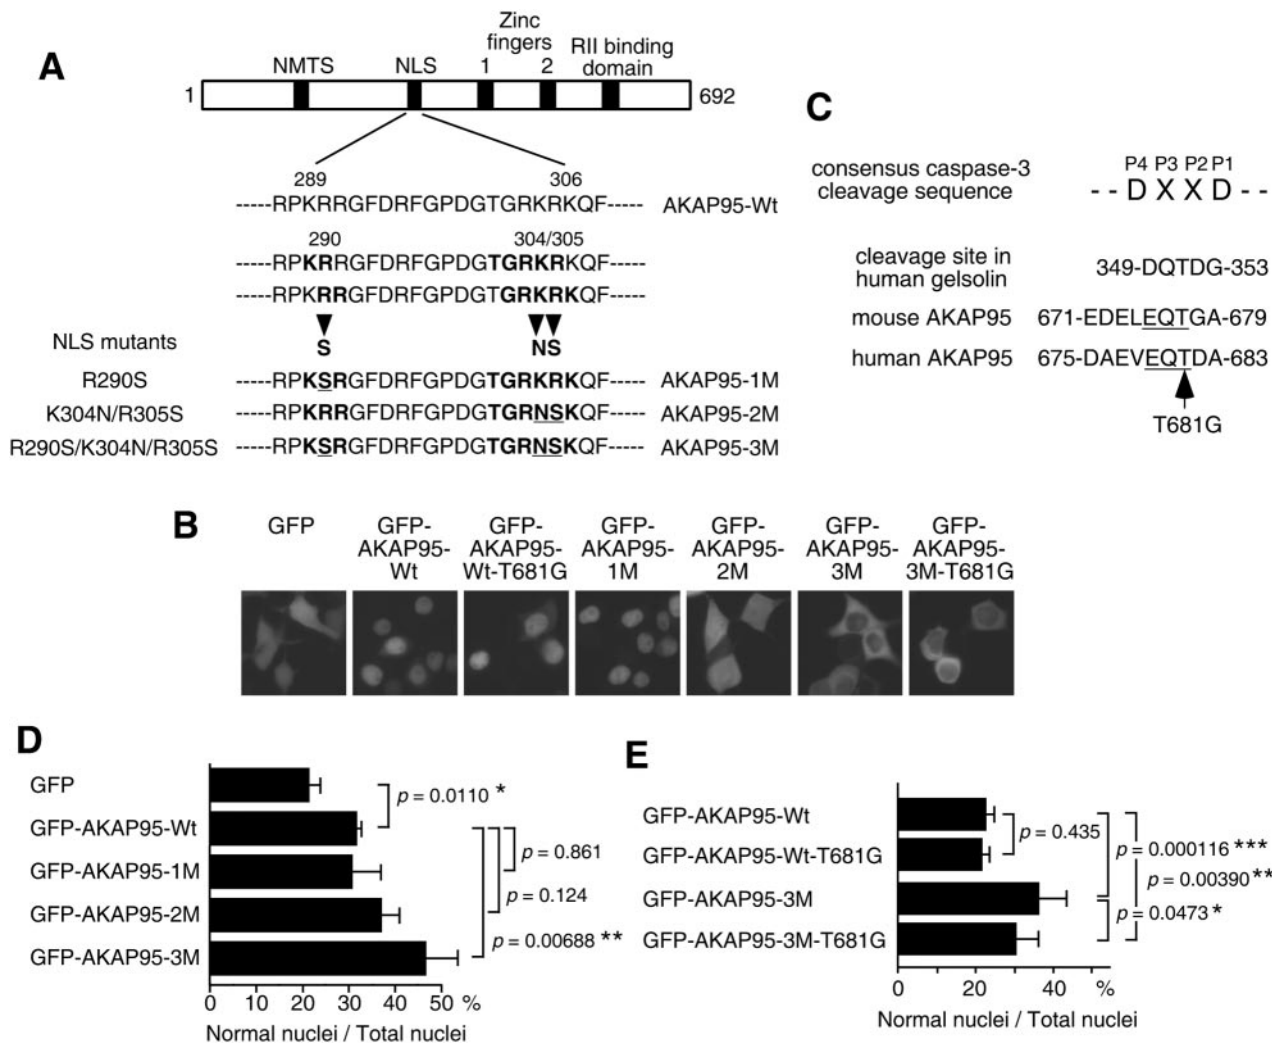 A
Zinc
fingers
RII binding
domain
NMTS
NLS
1
2
1
692
289
306
-----RPKRRGFDRFGPDGTGRKRKQF----- AKAP95-Wt
290
304/305
-----RPKRRGFDRFGPDGTGRKRKQF-----
-----RPKRRGFDRFGPDGTGRKRKQF-----
NLS mutants
S
NS
R290S -----RPKSRGFDRFGPDGTGRKRKQF----- AKAP95-1M
K304N/R305S -----RPKRRGFDRFGPDGTGRNSKQF----- AKAP95-2M
R290S/K304N/R305S -----RPKSRGFDRFGPDGTGRNSKQF----- AKAP95-3M
C
consensus caspase-3
cleavage sequence
P4 P3 P2 P1
- - D X X D - -
cleavage site in
human gelsolin
349-DQTDG-353
mouse AKAP95 671-EDELEQTGA-679
human AKAP95 675-DAEVEQTDA-683
T681G
B
GFP
GFP-
AKAP95-
Wt
GFP-
AKAP95-
Wt-T681G
GFP-
AKAP95-
1M
GFP-
AKAP95-
2M
GFP-
AKAP95-
3M
GFP-
AKAP95-
3M-T681G
D
GFP
GFP-AKAP95-Wt
GFP-AKAP95-1M
GFP-AKAP95-2M
GFP-AKAP95-3M
p = 0.0110 *
p = 0.861
p = 0.124
p = 0.00688 **
0 10 20 30 40 50 %
Normal nuclei / Total nuclei
E
GFP-AKAP95-Wt
GFP-AKAP95-Wt-T681G
GFP-AKAP95-3M
GFP-AKAP95-3M-T681G
p = 0.435
p = 0.000116 ***
p = 0.00390 **
p = 0.0473 *
0 20 40 %
Normal nuclei / Total nuclei